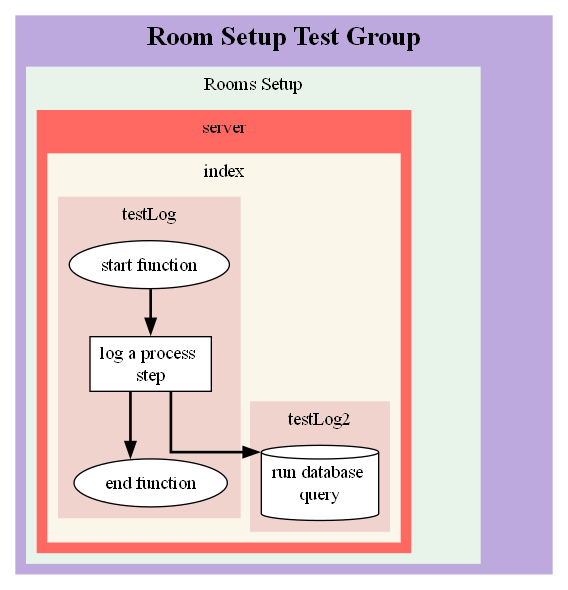 Room Setup Test Group
Rooms Setup
server
index
testLog
start function
log a process
step
end function
testLog2
run database
query